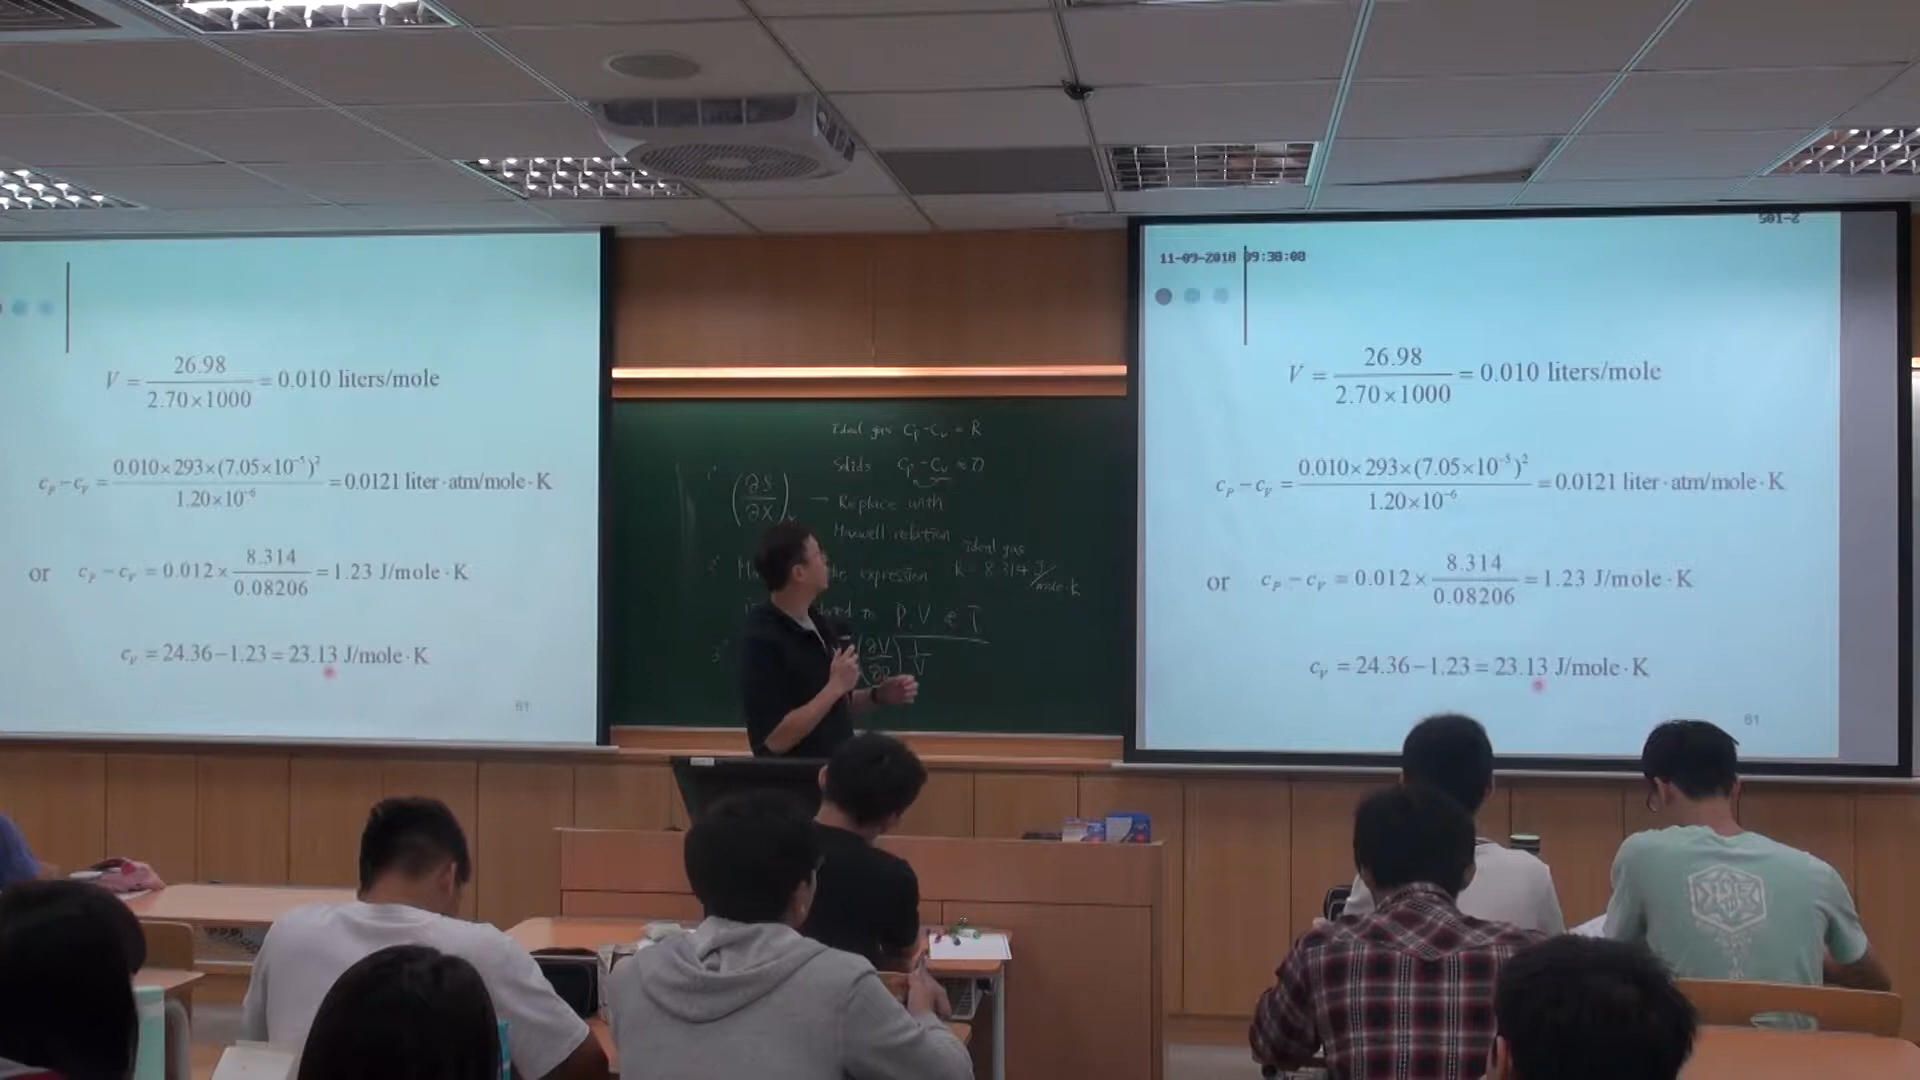 V = 26.98 / 2.70×1000 = 0.010 liters/mole
c_P − c_V = 0.010×293×(7.05×10⁻⁵)² / 1.20×10⁻⁶ = 0.0121 liter·atm/mole·K
or c_P − c_V = 0.012 × 8.314 / 0.08206 = 1.23 J/mole·K
c_V = 24.36−1.23 = 23.13 J/mole·K
61
Ideal gas Cp-Cv = R
Solids Cp-Cv ≈ 0
1° (∂S/∂X) → Replace with
Maxwell relation
ideal gas
R = 8.314 J/mole·K
2° expression
to P, V & T
3° (∂V/∂P) 1/V
501-2
11-09-2018 09:38:08
V = 26.98 / 2.70×1000 = 0.010 liters/mole
c_P − c_V = 0.010×293×(7.05×10⁻⁵)² / 1.20×10⁻⁶ = 0.0121 liter·atm/mole·K
or c_P − c_V = 0.012 × 8.314 / 0.08206 = 1.23 J/mole·K
c_V = 24.36−1.23 = 23.13 J/mole·K
61